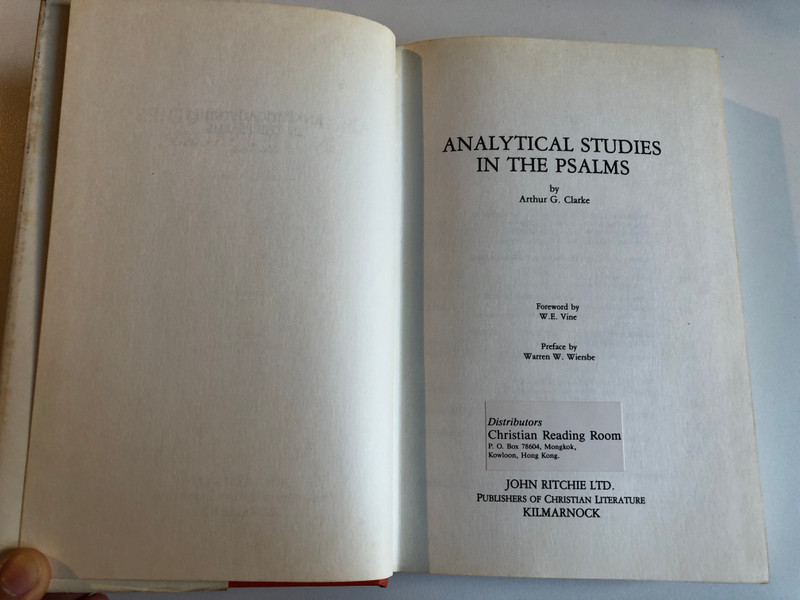 ANALYTICAL STUDIES
IN THE PSALMS
by
Arthur G. Clarke
Foreword by
W.E. Vine
Preface by
Warren W. Wiersbe
Distributors
Christian Reading Room
P. O. Box 78604, Mongkok,
Kowloon, Hong Kong.
JOHN RITCHIE LTD.
PUBLISHERS OF CHRISTIAN LITERATURE
KILMARNOCK